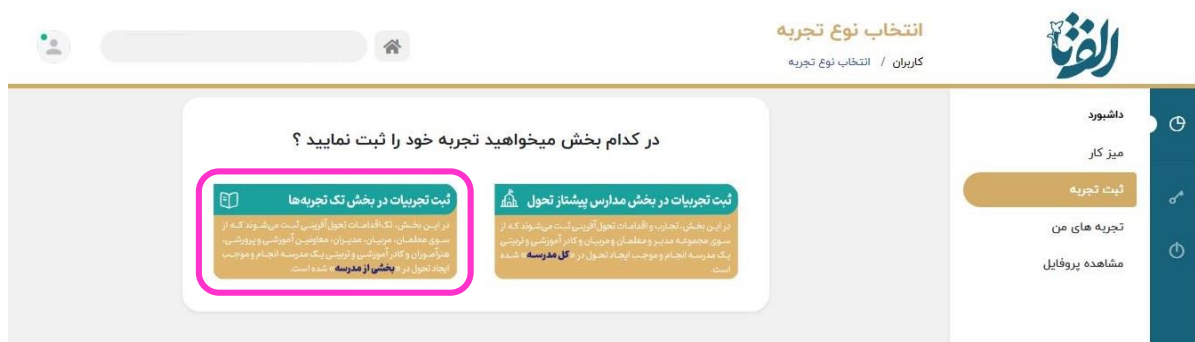 الفتا
انتخاب نوع تجربه
کاربران / انتخاب نوع تجربه
داشبورد
میز کار
ثبت تجربه
تجربه های من
مشاهده پروفایل
در کدام بخش میخواهید تجربه خود را ثبت نمایید ؟
ثبت تجربیات در بخش مدارس پیشتاز تحول
در این بخش، تجارب و اقدامات تحول‌آفرینی ثبت می‌شوند که از
سوی مجموعه مدیر و معلمان و مربیان و کادر آموزشی و تربیتی
یک مدرسه انجام و موجب ایجاد تحول در «کل مدرسه» شده
است.
ثبت تجربیات در بخش تک تجربه‌ها
در این بخش، تک‌اقدامات تحول‌آفرینی ثبت می‌شوند که از
سوی معلمان، مربیان، مدیران، معاونین آموزشی و پرورشی،
هنرآموزان و کادر آموزشی و تربیتی یک مدرسه انجام و موجب
ایجاد تحول در «بخشی از مدرسه» شده است.